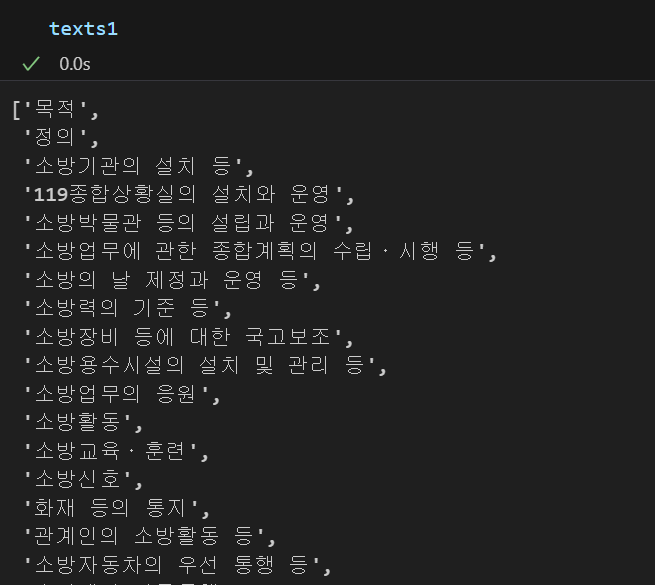 texts1
0.0s
['목적',
'정의',
'소방기관의 설치 등',
'119종합상황실의 설치와 운영',
'소방박물관 등의 설립과 운영',
'소방업무에 관한 종합계획의 수립ㆍ시행 등',
'소방의 날 제정과 운영 등',
'소방력의 기준 등',
'소방장비 등에 대한 국고보조',
'소방용수시설의 설치 및 관리 등',
'소방업무의 응원',
'소방활동',
'소방교육ㆍ훈련',
'소방신호',
'화재 등의 통지',
'관계인의 소방활동 등',
'소방자동차의 우선 통행 등',